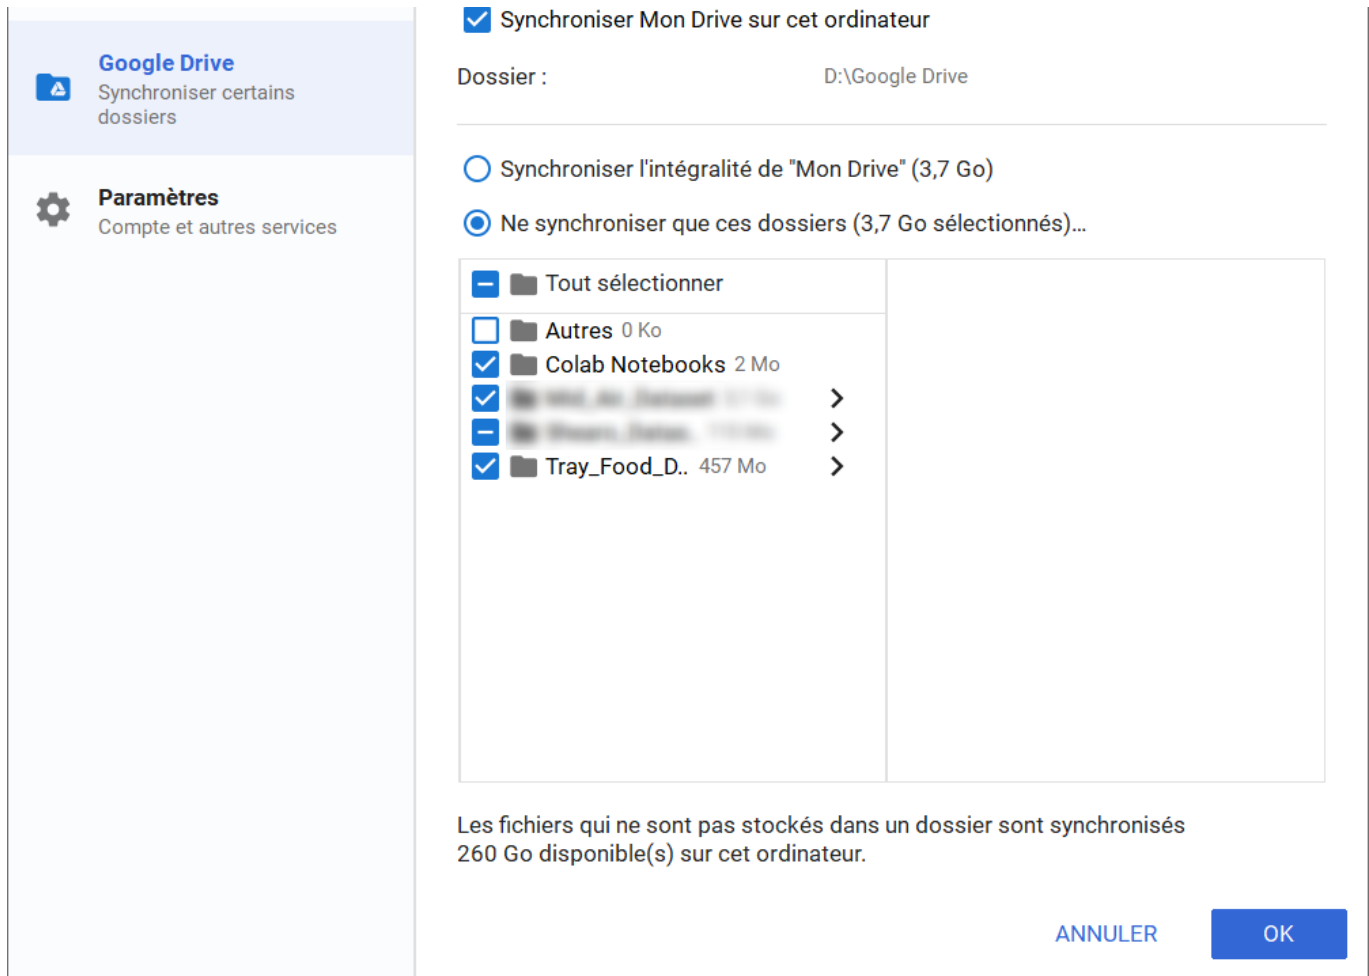 Synchroniser Mon Drive sur cet ordinateur
Google Drive
Synchroniser certains
dossiers
Paramètres
Compte et autres services
Dossier :
D:\Google Drive
Synchroniser l'intégralité de "Mon Drive" (3,7 Go)
Ne synchroniser que ces dossiers (3,7 Go sélectionnés)...
Tout sélectionner
Autres 0 Ko
Colab Notebooks 2 Mo
Tray_Food_D.. 457 Mo
Les fichiers qui ne sont pas stockés dans un dossier sont synchronisés
260 Go disponible(s) sur cet ordinateur.
ANNULER
OK